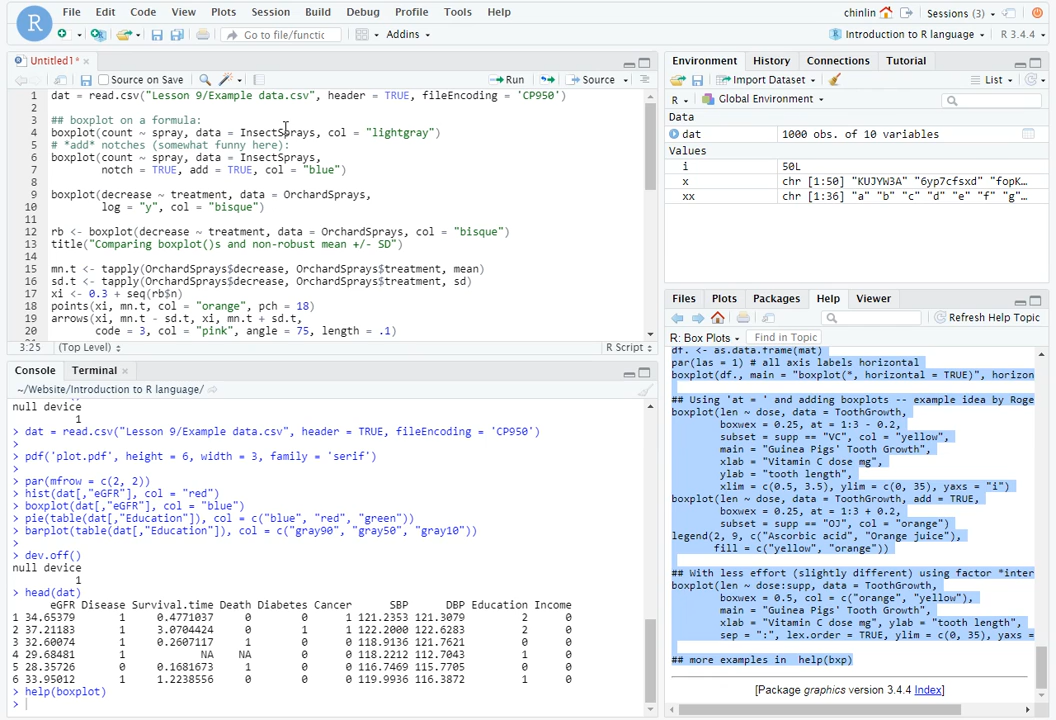 R
File Edit Code View Plots Session Build Debug Profile Tools Help
chinlin Sessions (3)
Go to file/functic Addins
Introduction to R language R 3.4.4
Untitled1* ×
Source on Save Run Source
1 dat = read.csv("Lesson 9/Example data.csv", header = TRUE, fileEncoding = 'CP950')
2
3 ## boxplot on a formula:
4 boxplot(count ~ spray, data = InsectSprays, col = "lightgray")
5 # *add* notches (somewhat funny here):
6 boxplot(count ~ spray, data = InsectSprays,
7 notch = TRUE, add = TRUE, col = "blue")
8
9 boxplot(decrease ~ treatment, data = OrchardSprays,
10 log = "y", col = "bisque")
11
12 rb <- boxplot(decrease ~ treatment, data = OrchardSprays, col = "bisque")
13 title("Comparing boxplot()s and non-robust mean +/- SD")
14
15 mn.t <- tapply(OrchardSprays$decrease, OrchardSprays$treatment, mean)
16 sd.t <- tapply(OrchardSprays$decrease, OrchardSprays$treatment, sd)
17 xi <- 0.3 + seq(rb$n)
18 points(xi, mn.t, col = "orange", pch = 18)
19 arrows(xi, mn.t - sd.t, xi, mn.t + sd.t,
20 code = 3, col = "pink", angle = 75, length = .1)
3:25 (Top Level) R Script
Console Terminal ×
~/Website/Introduction to R language/
null device
1
> dat = read.csv("Lesson 9/Example data.csv", header = TRUE, fileEncoding = 'CP950')
>
> pdf('plot.pdf', height = 6, width = 3, family = 'serif')
>
> par(mfrow = c(2, 2))
> hist(dat[,"eGFR"], col = "red")
> boxplot(dat[,"eGFR"], col = "blue")
> pie(table(dat[,"Education"]), col = c("blue", "red", "green"))
> barplot(table(dat[,"Education"]), col = c("gray90", "gray50", "gray10"))
>
> dev.off()
null device
1
> head(dat)
eGFR Disease Survival.time Death Diabetes Cancer SBP DBP Education Income
1 34.65379 1 0.4771037 0 0 1 121.2353 121.3079 2 0
2 37.21183 1 3.0704424 0 1 1 122.2000 122.6283 2 0
3 32.60074 1 0.2607117 1 0 0 118.9136 121.7621 0 0
4 29.68481 1 NA NA 0 0 118.2212 112.7043 1 0
5 28.35726 0 0.1681673 1 0 0 116.7469 115.7705 0 0
6 33.95012 1 1.2238556 0 0 0 119.9936 116.3872 1 0
> help(boxplot)
>
Environment History Connections Tutorial
Import Dataset List
R Global Environment
Data
dat 1000 obs. of 10 variables
Values
i 50L
x chr [1:50] "KUJYW3A" "6yp7cfsxd" "fopK…
xx chr [1:36] "a" "b" "c" "d" "e" "f" "g"…
Files Plots Packages Help Viewer
Refresh Help Topic
R: Box Plots Find in Topic
df. <- as.data.frame(mat)
par(las = 1) # all axis labels horizontal
boxplot(df., main = "boxplot(*, horizontal = TRUE)", horizon
## Using 'at = ' and adding boxplots -- example idea by Roge
boxplot(len ~ dose, data = ToothGrowth,
boxwex = 0.25, at = 1:3 - 0.2,
subset = supp == "VC", col = "yellow",
main = "Guinea Pigs' Tooth Growth",
xlab = "Vitamin C dose mg",
ylab = "tooth length",
xlim = c(0.5, 3.5), ylim = c(0, 35), yaxs = "i")
boxplot(len ~ dose, data = ToothGrowth, add = TRUE,
boxwex = 0.25, at = 1:3 + 0.2,
subset = supp == "OJ", col = "orange")
legend(2, 9, c("Ascorbic acid", "Orange juice"),
fill = c("yellow", "orange"))
## With less effort (slightly different) using factor *inter
boxplot(len ~ dose:supp, data = ToothGrowth,
boxwex = 0.5, col = c("orange", "yellow"),
main = "Guinea Pigs' Tooth Growth",
xlab = "Vitamin C dose mg", ylab = "tooth length",
sep = ":", lex.order = TRUE, ylim = c(0, 35), yaxs =
## more examples in help(bxp)
[Package graphics version 3.4.4 Index]